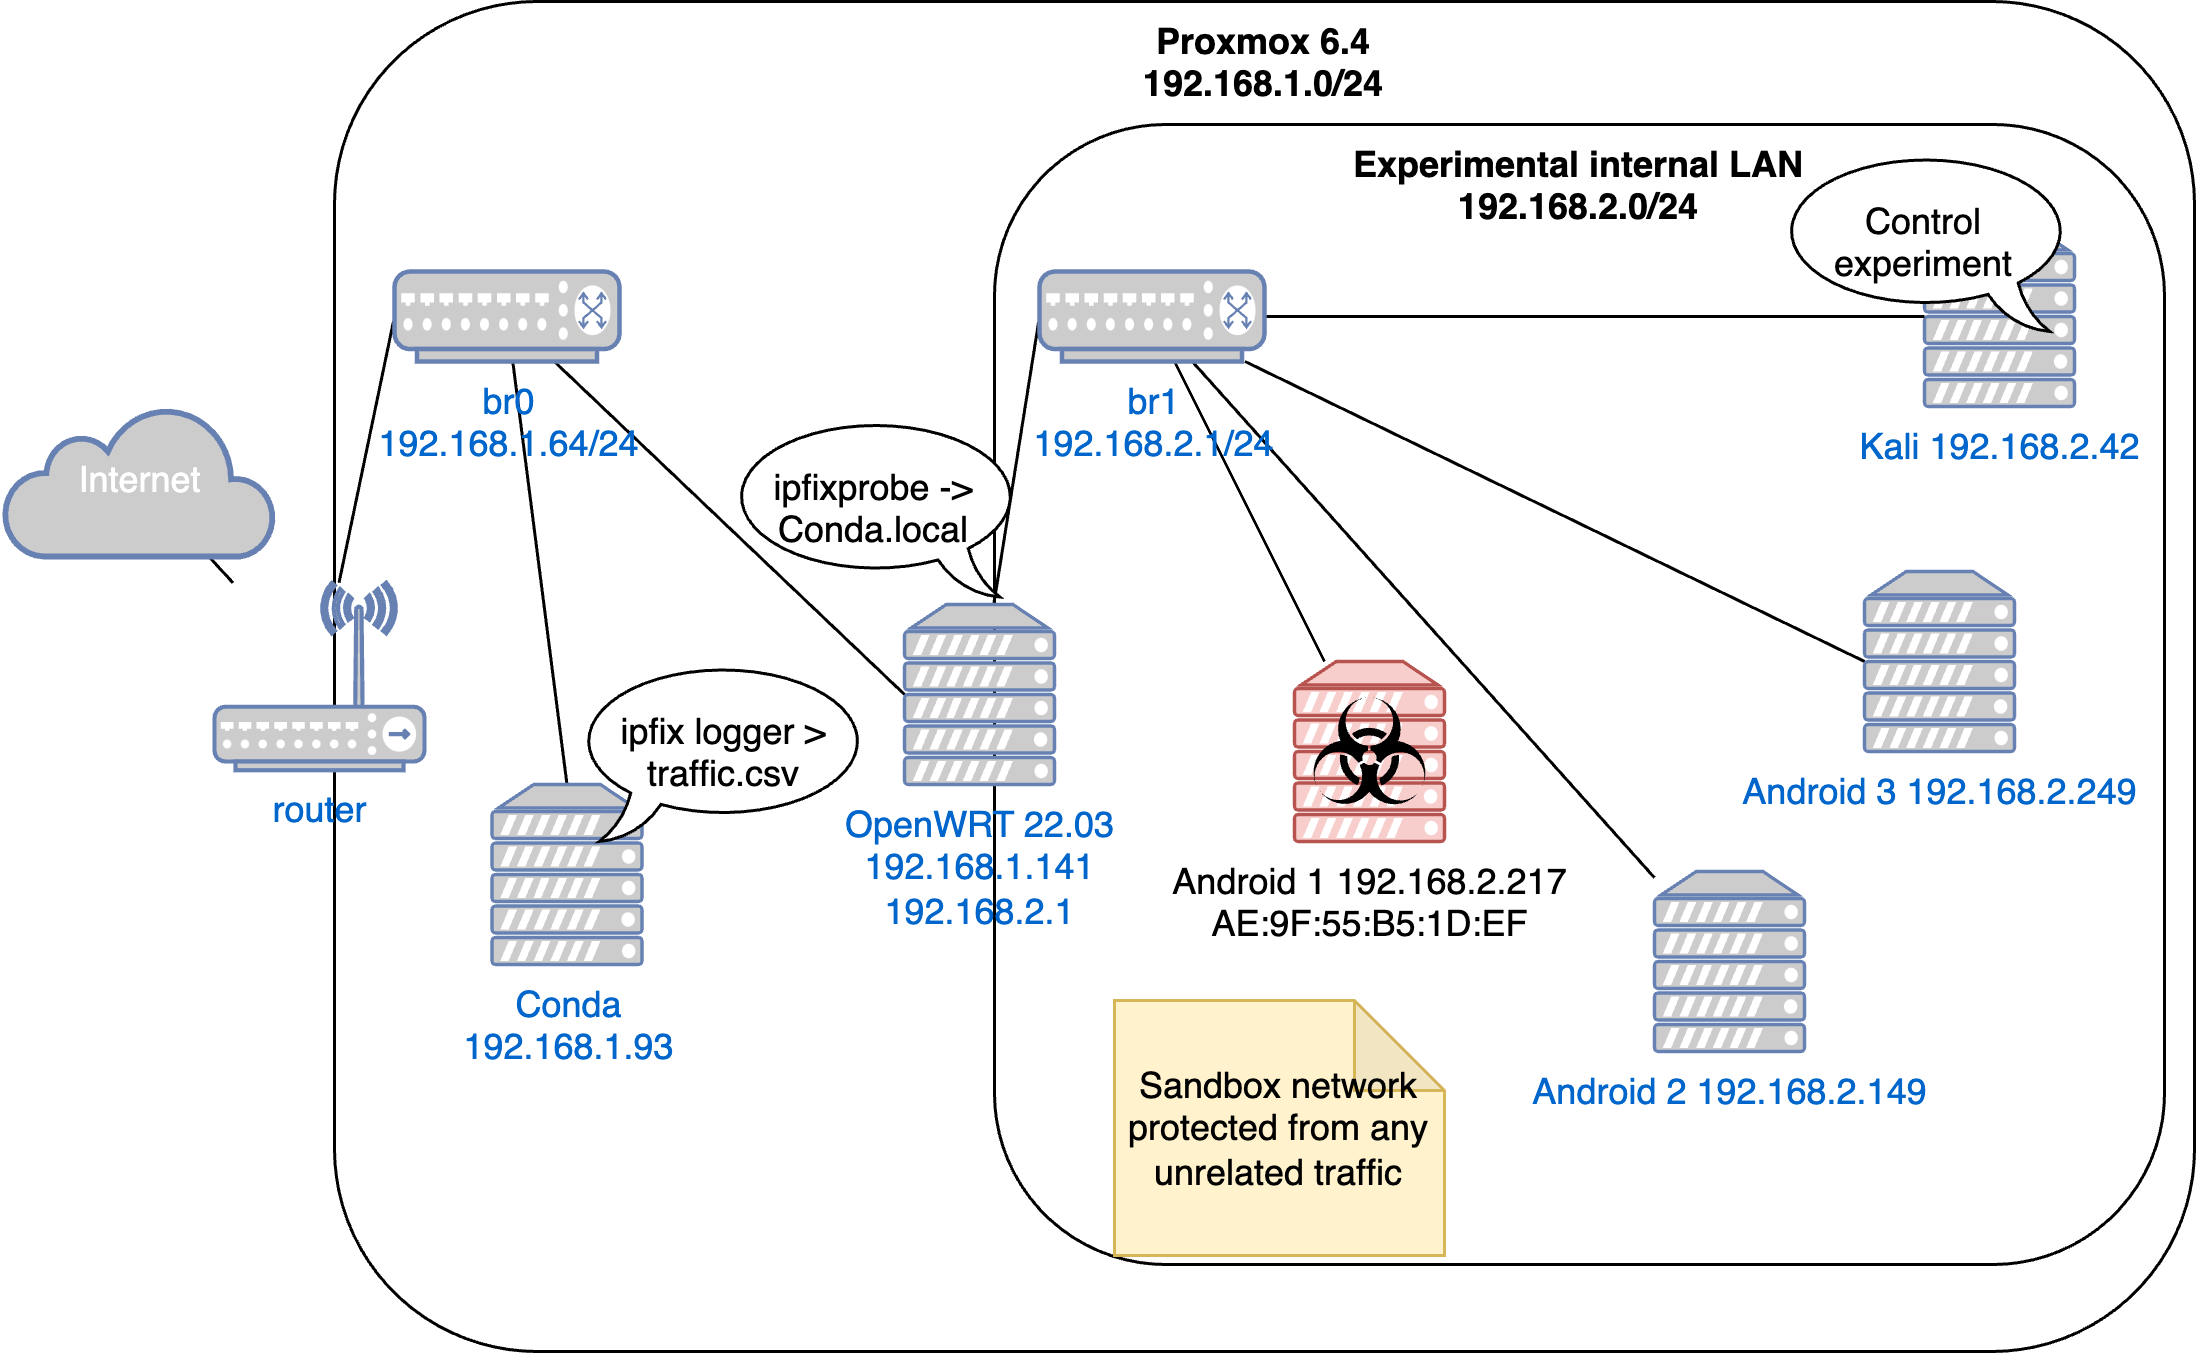 Proxmox 6.4
192.168.1.0/24
Experimental internal LAN
192.168.2.0/24
Control
experiment
br0
192.168.1.64/24
br1
192.168.2.1/24
Kali 192.168.2.42
Internet
ipfixprobe ->
Conda.local
ipfix logger >
traffic.csv
router
OpenWRT 22.03
192.168.1.141
192.168.2.1
Android 3 192.168.2.249
Android 1 192.168.2.217
AE:9F:55:B5:1D:EF
Conda
192.168.1.93
Android 2 192.168.2.149
Sandbox network
protected from any
unrelated traffic